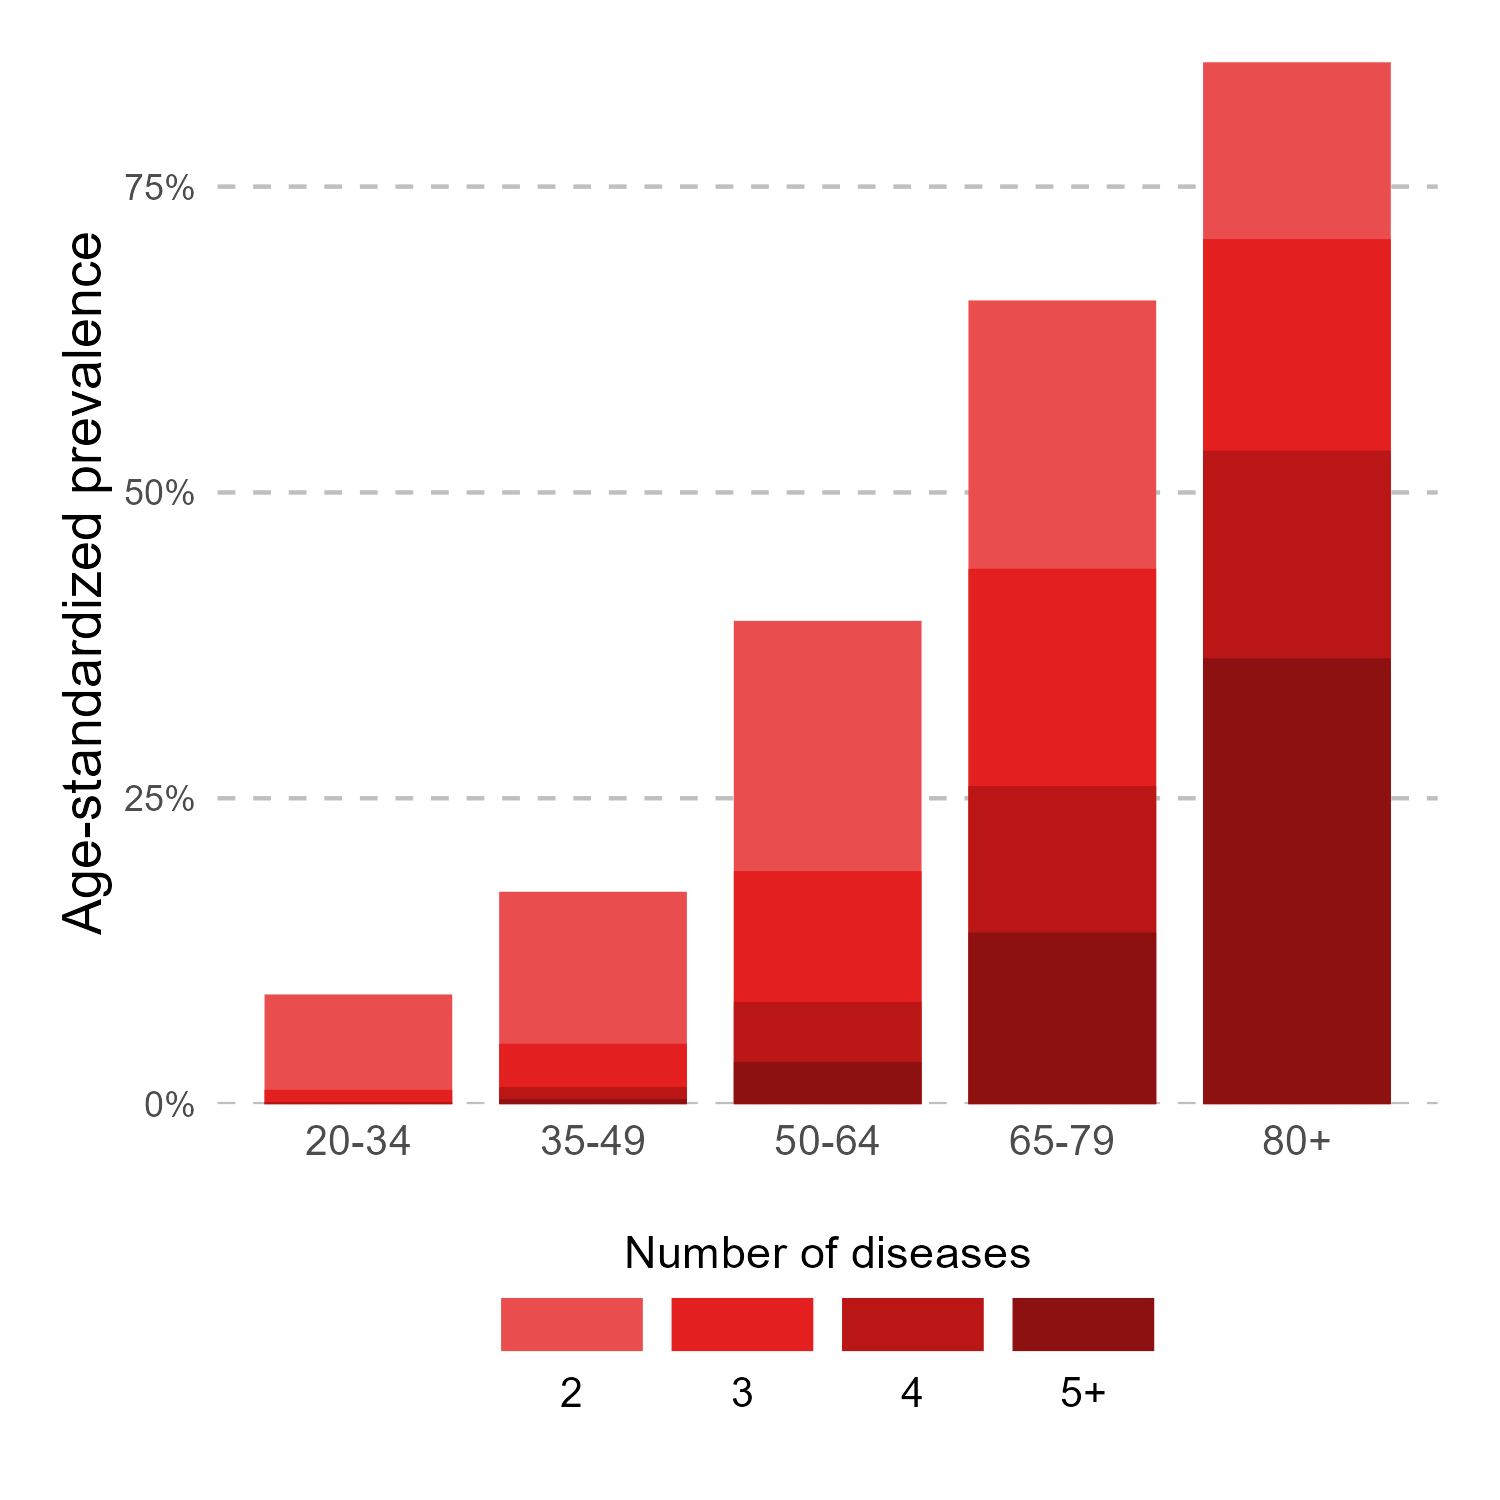 Age-standardized prevalence
75%
50%
25%
0%
20-34 35-49 50-64 65-79 80+
Number of diseases
2 3 4 5+